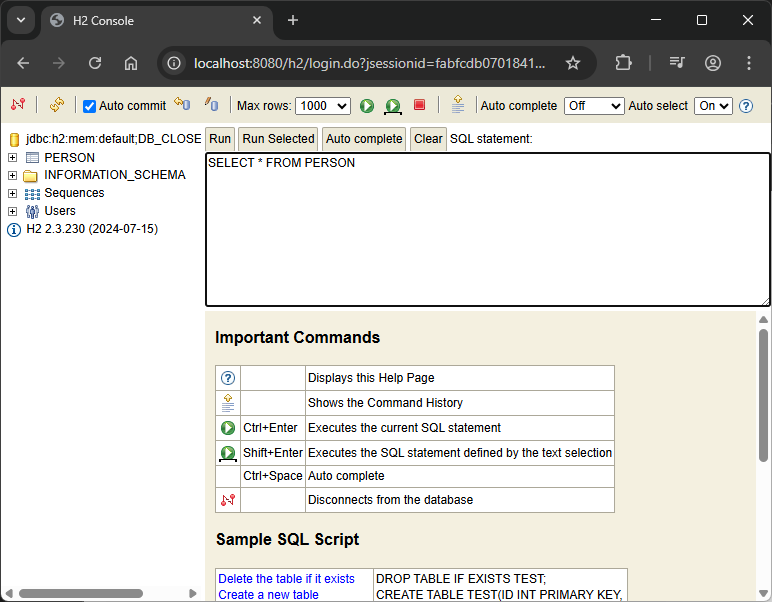 H2 Console
localhost:8080/h2/login.do?jsessionid=fabfcdb0701841...
Auto commit
Max rows: 1000
Auto complete Off
Auto select On
jdbc:h2:mem:default;DB_CLOSE
PERSON
INFORMATION_SCHEMA
Sequences
Users
H2 2.3.230 (2024-07-15)
Run Run Selected Auto complete Clear SQL statement:
SELECT * FROM PERSON
Important Commands
Displays this Help Page
Shows the Command History
Ctrl+Enter Executes the current SQL statement
Shift+Enter Executes the SQL statement defined by the text selection
Ctrl+Space Auto complete
Disconnects from the database
Sample SQL Script
Delete the table if it exists DROP TABLE IF EXISTS TEST;
Create a new table CREATE TABLE TEST(ID INT PRIMARY KEY,